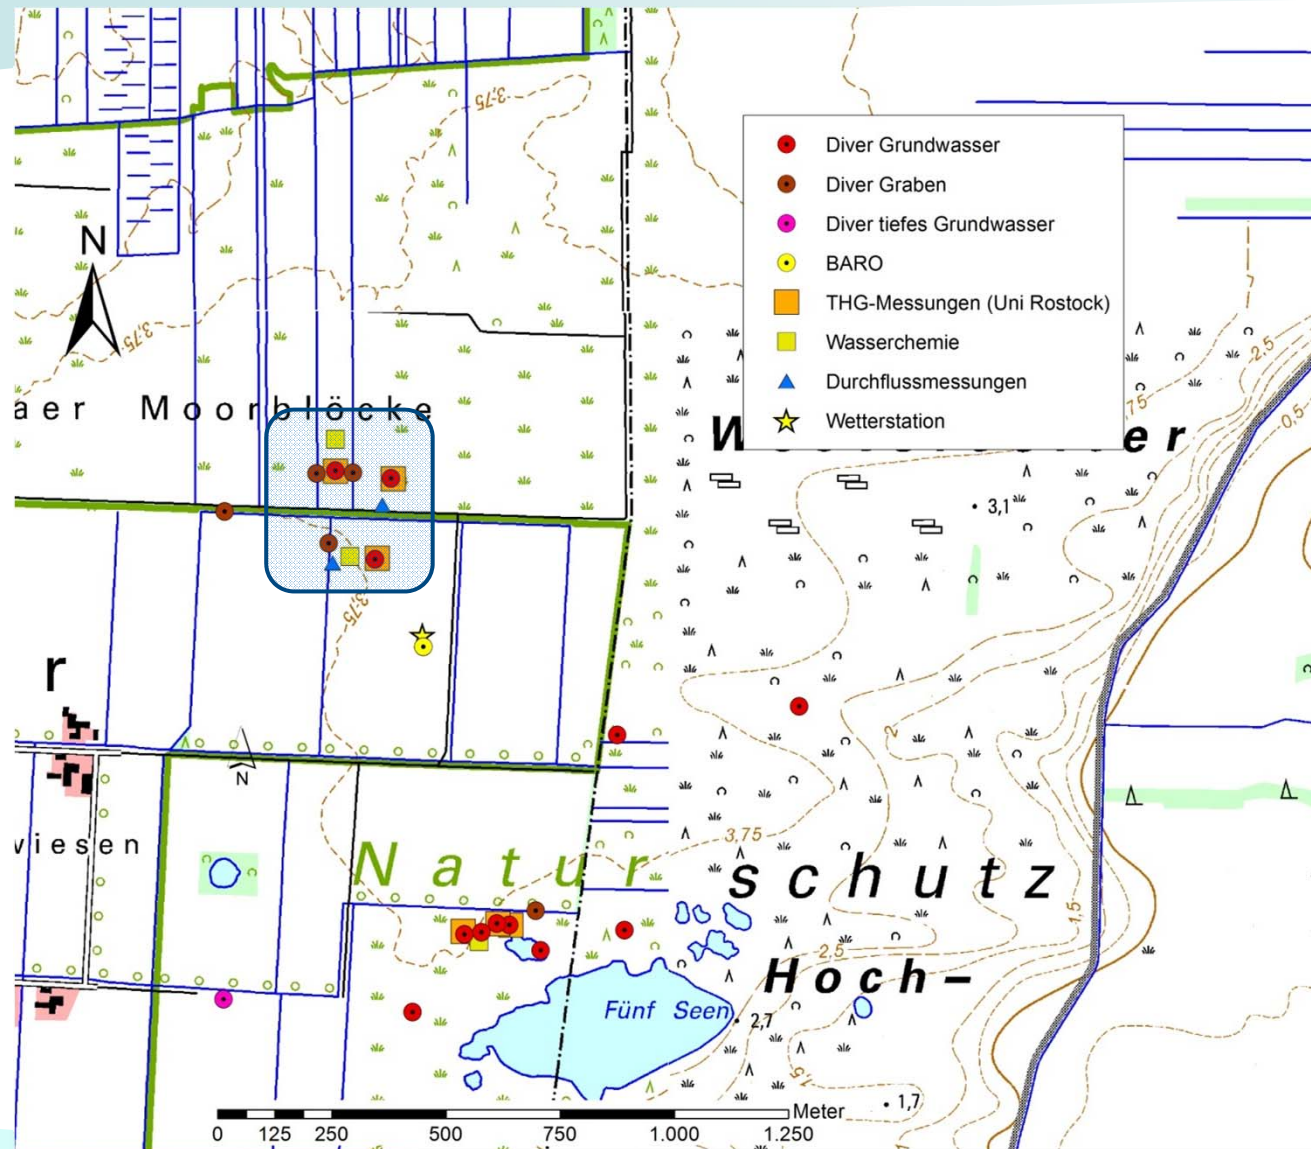 3,75
N
3,75
Diver Grundwasser
Diver Graben
Diver tiefes Grundwasser
BARO
THG-Messungen (Uni Rostock)
Wasserchemie
Durchflussmessungen
Wetterstation
2,5
75
0,5
aer Moorblöcke
er
3,1
3,75
r
2
N
wiesen
3,75
Natur
schutz
1,5
2,5
Hoch-
Fünf Seen
2,7
1,5
1,7
Meter
0 125 250 500 750 1.000 1.250